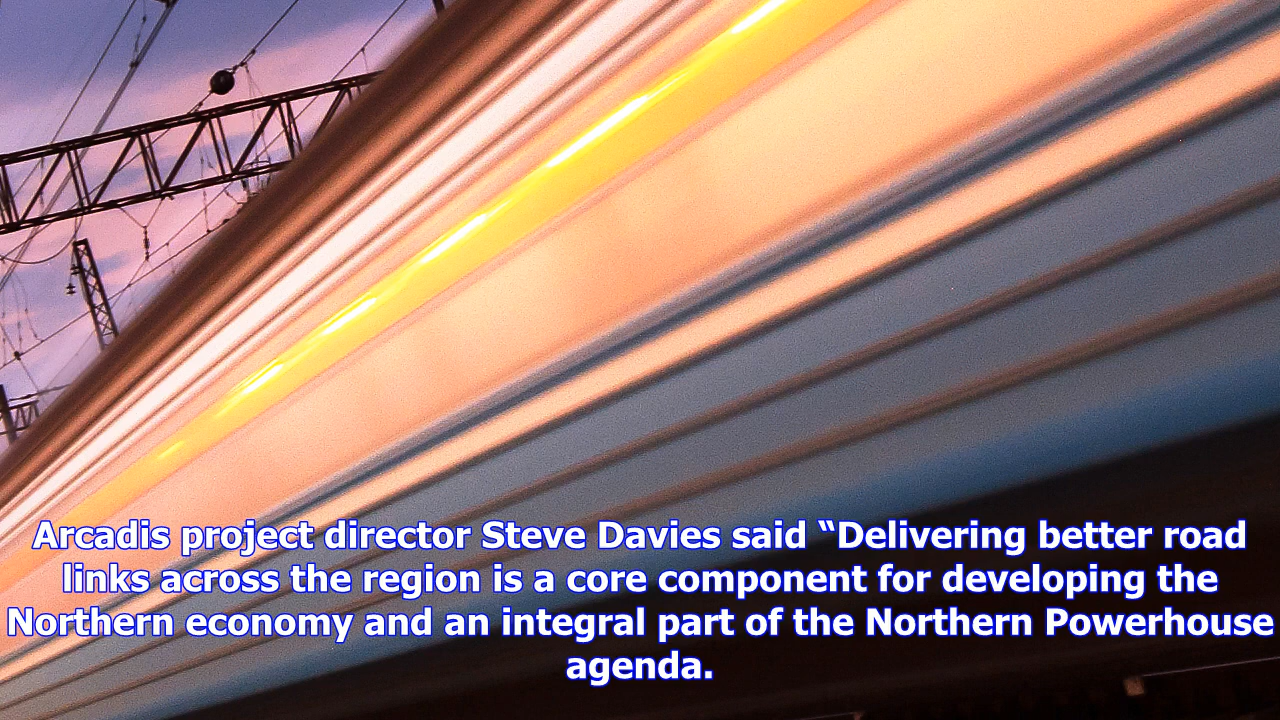 Arcadis project director Steve Davies said “Delivering better road
links across the region is a core component for developing the
Northern economy and an integral part of the Northern Powerhouse
agenda.